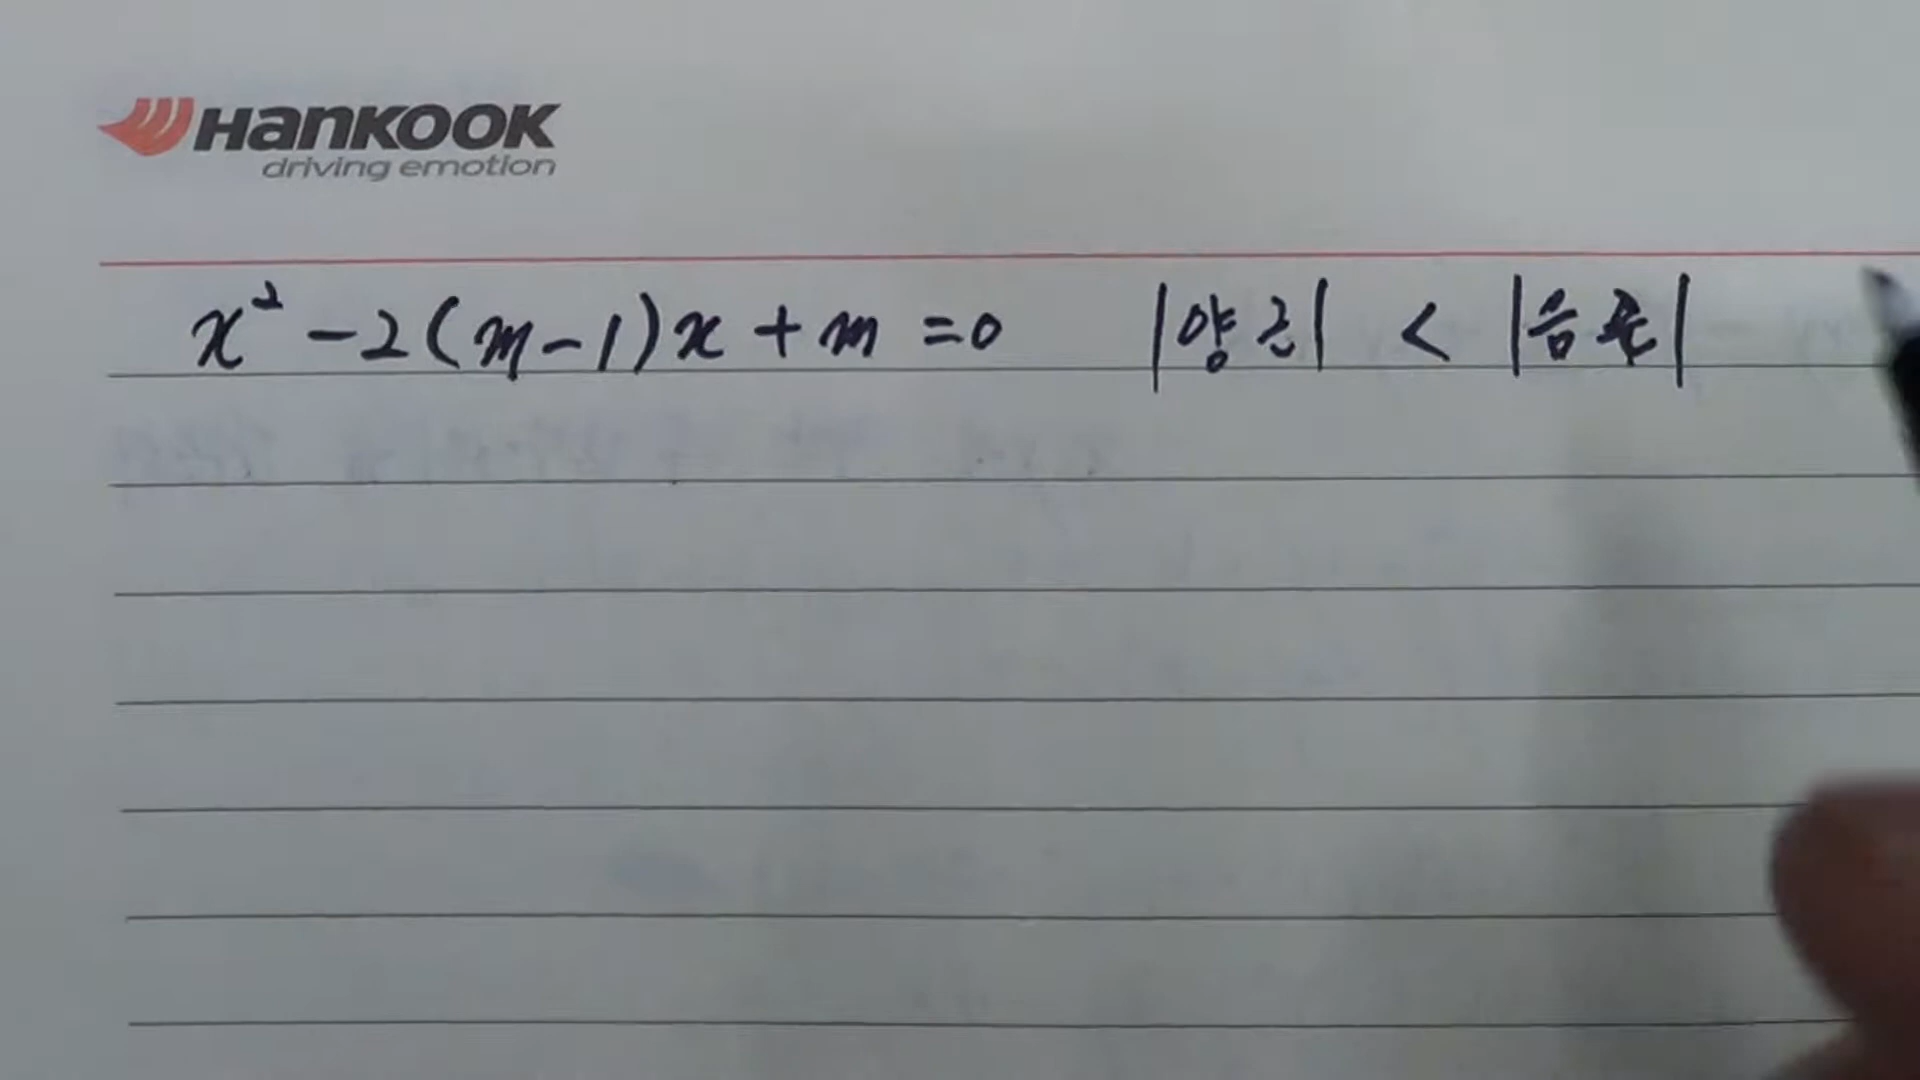 HANKOOK
driving emotion
x² - 2(m-1)x + m = 0 |양근| < |음근|